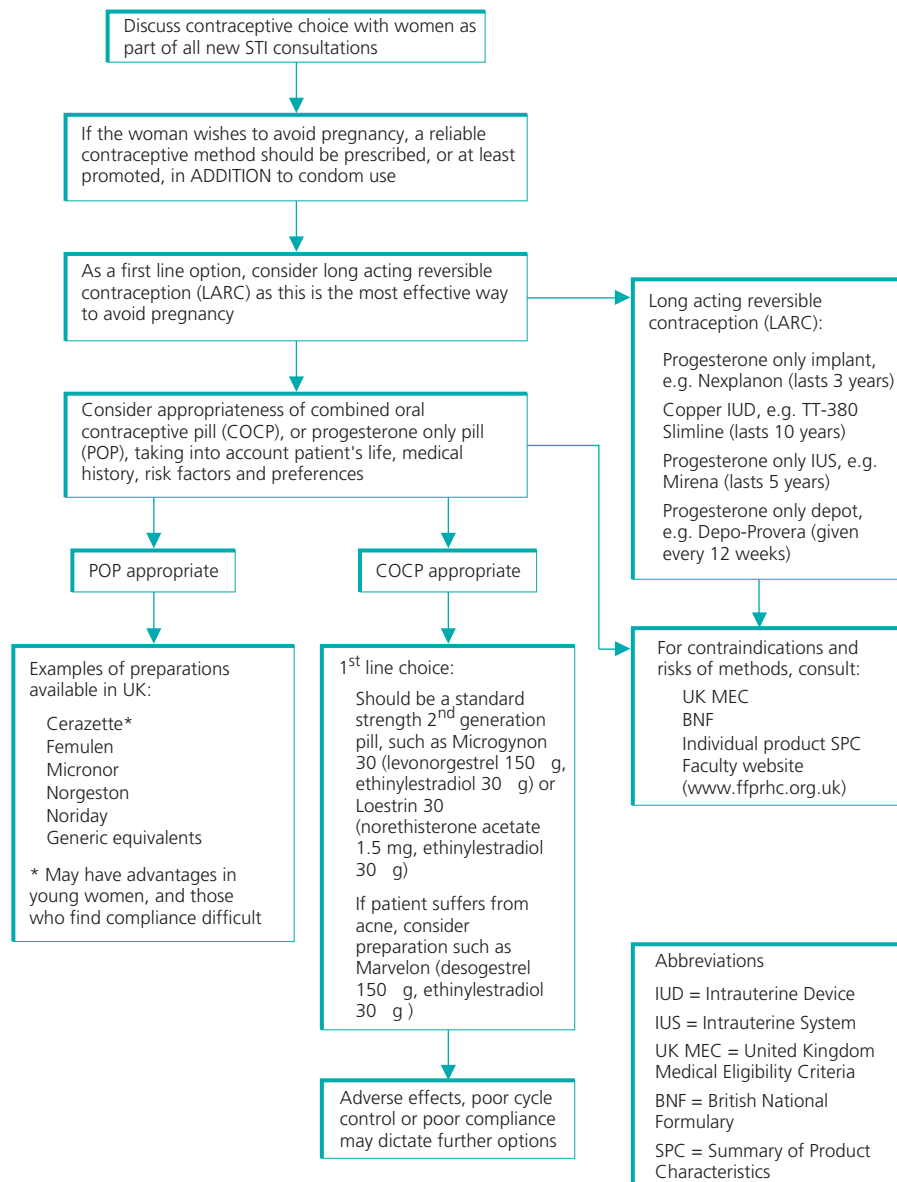 Discuss contraceptive choice with women as
part of all new STI consultations
If the woman wishes to avoid pregnancy, a reliable
contraceptive method should be prescribed, or at least
promoted, in ADDITION to condom use
As a first line option, consider long acting reversible
contraception (LARC) as this is the most effective way
to avoid pregnancy
Long acting reversible
contraception (LARC):
Progesterone only implant,
e.g. Nexplanon (lasts 3 years)
Copper IUD, e.g. TT-380
Slimline (lasts 10 years)
Progesterone only IUS, e.g.
Mirena (lasts 5 years)
Progesterone only depot,
e.g. Depo-Provera (given
every 12 weeks)
Consider appropriateness of combined oral
contraceptive pill (COCP), or progesterone only pill
(POP), taking into account patient's life, medical
history, risk factors and preferences
POP appropriate
COCP appropriate
Examples of preparations
available in UK:
Cerazette*
Femulen
Micronor
Norgeston
Noriday
Generic equivalents
* May have advantages in
young women, and those
who find compliance difficult
1st line choice:
Should be a standard
strength 2nd generation
pill, such as Microgynon
30 (levonorgestrel 150 g,
ethinylestradiol 30 g) or
Loestrin 30
(norethisterone acetate
1.5 mg, ethinylestradiol
30 g)
If patient suffers from
acne, consider
preparation such as
Marvelon (desogestrel
150 g, ethinylestradiol
30 g )
For contraindications and
risks of methods, consult:
UK MEC
BNF
Individual product SPC
Faculty website
(www.ffprhc.org.uk)
Adverse effects, poor cycle
control or poor compliance
may dictate further options
Abbreviations
IUD = Intrauterine Device
IUS = Intrauterine System
UK MEC = United Kingdom
Medical Eligibility Criteria
BNF = British National
Formulary
SPC = Summary of Product
Characteristics